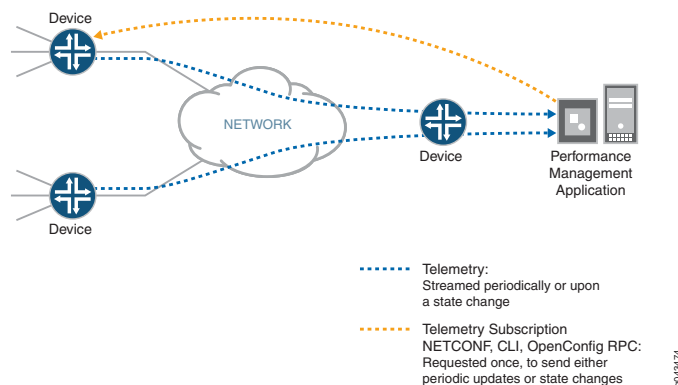 Device
NETWORK
Device
Performance
Management
Application
Device
Telemetry:
Streamed periodically or upon
a state change
Telemetry Subscription
NETCONF, CLI, OpenConfig RPC:
Requested once, to send either
periodic updates or state changes